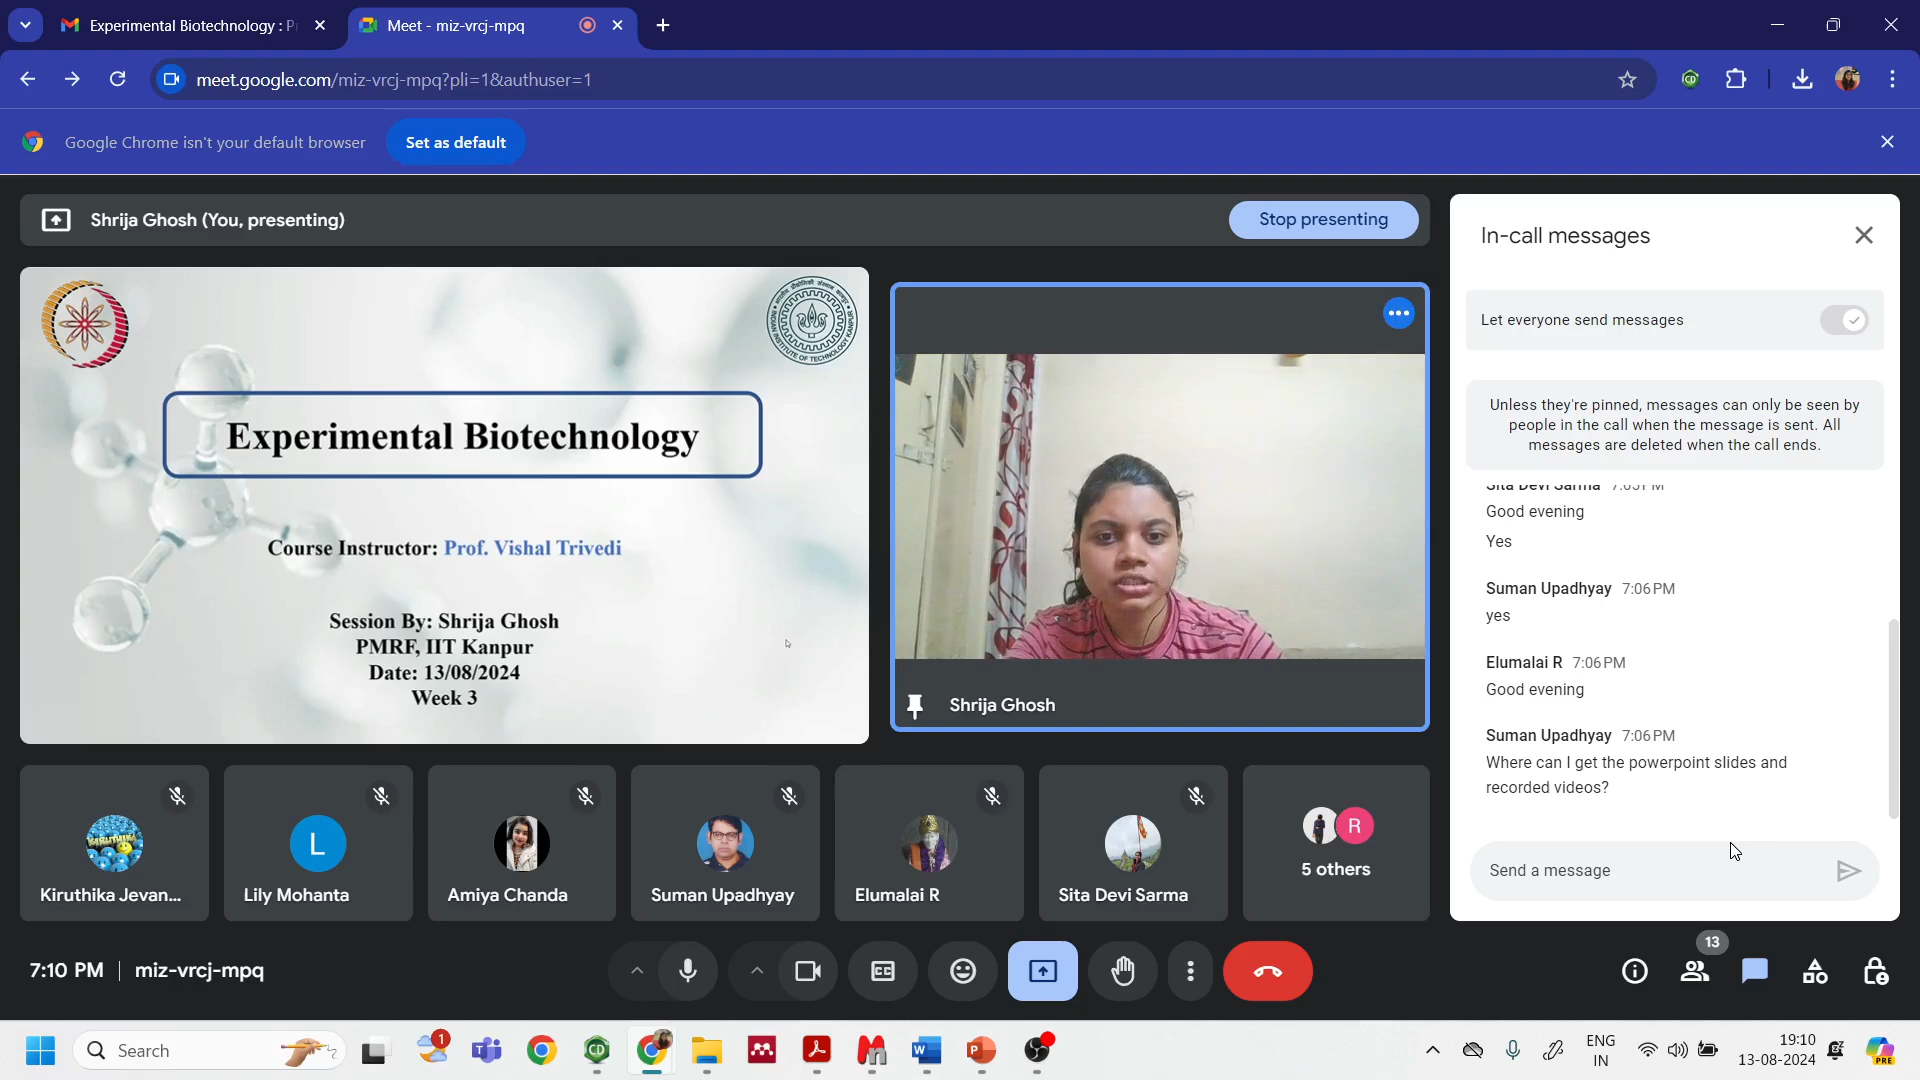 Experimental Biotechnology : P
Meet - miz-vrcj-mpq
meet.google.com/miz-vrcj-mpq?pli=1&authuser=1
Google Chrome isn't your default browser
Set as default
Shrija Ghosh (You, presenting)
Stop presenting
Experimental Biotechnology
Course Instructor: Prof. Vishal Trivedi
Session By: Shrija Ghosh
PMRF, IIT Kanpur
Date: 13/08/2024
Week 3
Shrija Ghosh
In-call messages
Let everyone send messages
Unless they're pinned, messages can only be seen by
people in the call when the message is sent. All
messages are deleted when the call ends.
Sita Devi Sarma
Good evening
Yes
Suman Upadhyay 7:06 PM
yes
Elumalai R 7:06 PM
Good evening
Suman Upadhyay 7:06 PM
Where can I get the powerpoint slides and
recorded videos?
Send a message
Kiruthika Jevan...
L
Lily Mohanta
Amiya Chanda
Suman Upadhyay
Elumalai R
Sita Devi Sarma
R
5 others
7:10 PM | miz-vrcj-mpq
13
Search
1
ENG
IN
19:10
13-08-2024
PRE